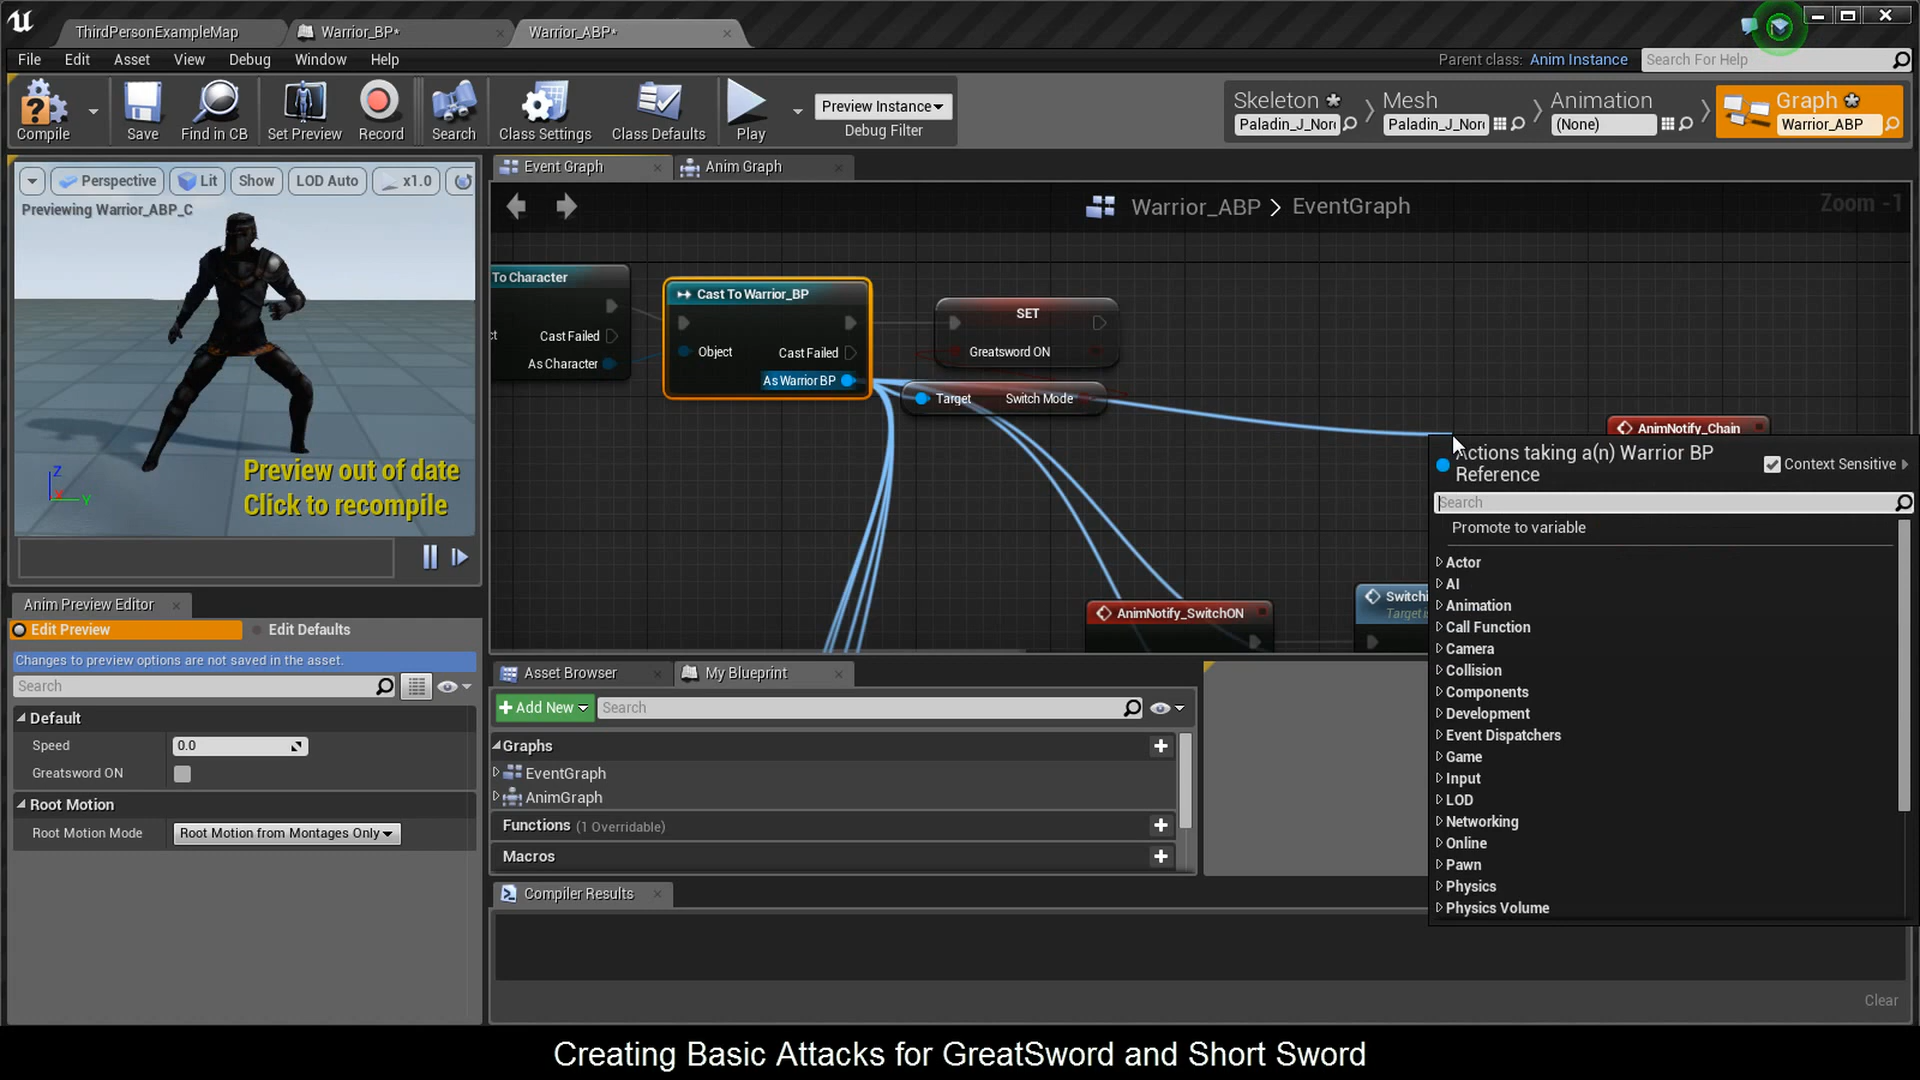 ThirdPersonExampleMap
Warrior_BP*
Warrior_ABP*
File Edit Asset View Debug Window Help
Parent class: Anim Instance
Search For Help
Compile
Save
Find in CB
Set Preview
Record
Search
Class Settings
Class Defaults
Play
Preview Instance
Debug Filter
Skeleton
Paladin_J_Nor
Mesh
Paladin_J_Nor
Animation
(None)
Graph
Warrior_ABP
Event Graph
Anim Graph
Perspective Lit Show LOD Auto x1.0
Previewing Warrior_ABP_C
Warrior_ABP > EventGraph
Zoom -1
To Character
Cast Failed
As Character
Cast To Warrior_BP
Object
Cast Failed
As Warrior BP
SET
Greatsword ON
Target Switch Mode
AnimNotify_Chain
Actions taking a(n) Warrior BP
Reference
Context Sensitive
Search
Promote to variable
Actor
AI
Animation
Call Function
Camera
Collision
Components
Development
Event Dispatchers
Game
Input
LOD
Networking
Online
Pawn
Physics
Physics Volume
AnimNotify_SwitchON
Preview out of date
Click to recompile
Z
Y
Anim Preview Editor
Edit Preview
Edit Defaults
Changes to preview options are not saved in the asset.
Search
Default
Speed 0.0
Greatsword ON
Root Motion
Root Motion Mode Root Motion from Montages Only
Asset Browser
My Blueprint
Add New
Search
Graphs
EventGraph
AnimGraph
Functions (1 Overridable)
Macros
Compiler Results
Clear
Creating Basic Attacks for GreatSword and Short Sword